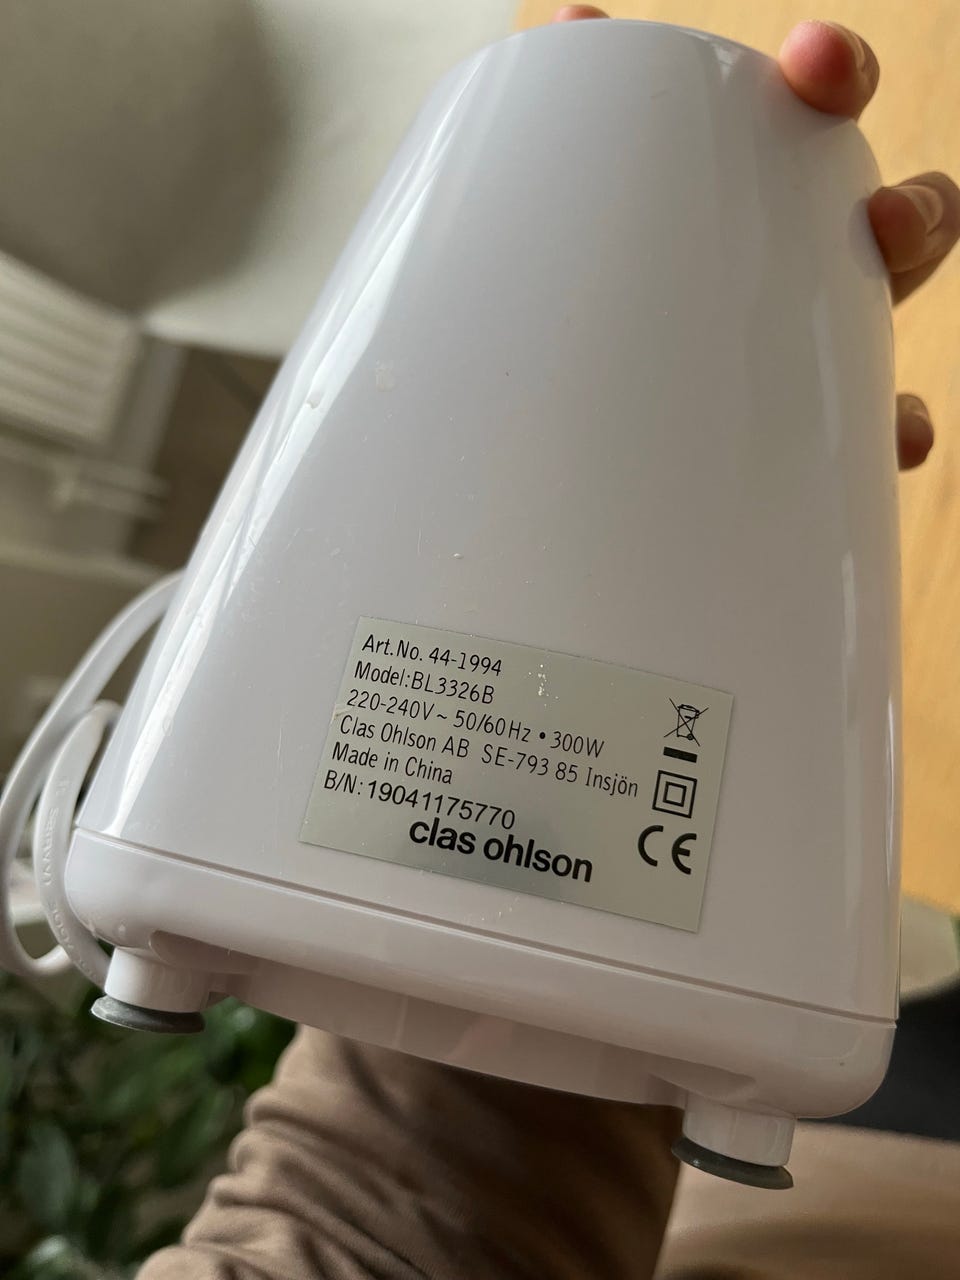 Art.No. 44-1994
Model:BL3326B
220-240V ~ 50/60Hz • 300W
Clas Ohlson AB SE-793 85 Insjön
Made in China
B/N: 19041175770
clas ohlson
CE